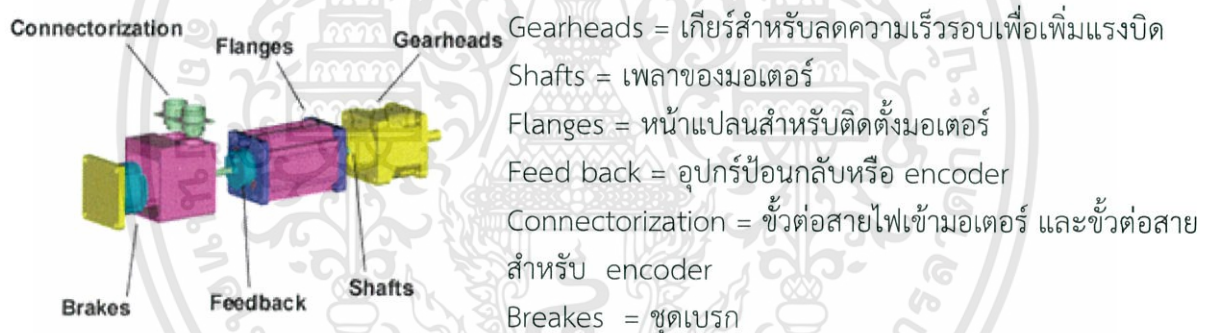 Connectorization
Flanges
Gearheads
Brakes
Feedback
Shafts
Gearheads = เกียร์สำหรับลดความเร็วรอบเพื่อเพิ่มแรงบิด
Shafts = เพลาของมอเตอร์
Flanges = หน้าแปลนสำหรับติดตั้งมอเตอร์
Feed back = อุปกร์ป้อนกลับหรือ encoder
Connectorization = ขั้วต่อสายไฟเข้ามอเตอร์ และขั้วต่อสาย
สำหรับ encoder
Breakes = ชุดเบรก